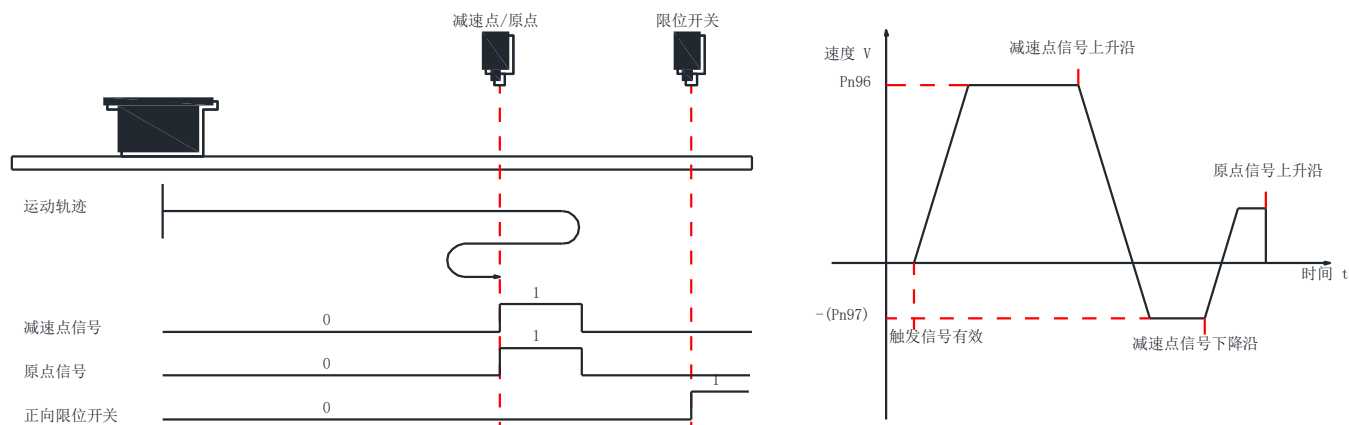 减速点/原点
限位开关
运动轨迹
1
减速点信号
0
1
原点信号
0
1
正向限位开关
0
减速点信号上升沿
速度 V
Pn96
原点信号上升沿
时间 t
-(Pn97)
触发信号有效
减速点信号下降沿